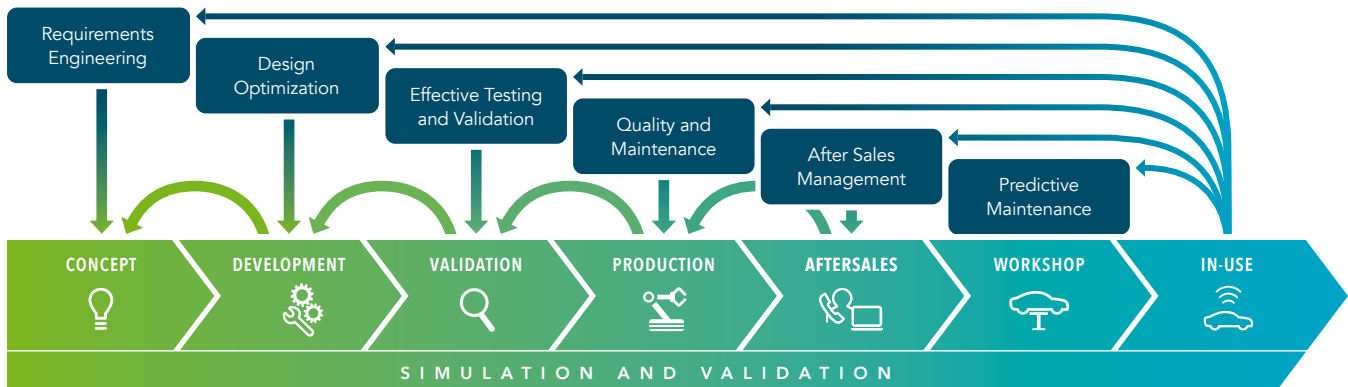 Requirements
Engineering
Design
Optimization
Effective Testing
and Validation
Quality and
Maintenance
After Sales
Management
Predictive
Maintenance
CONCEPT
DEVELOPMENT
VALIDATION
PRODUCTION
AFTERSALES
WORKSHOP
IN-USE
SIMULATION AND VALIDATION